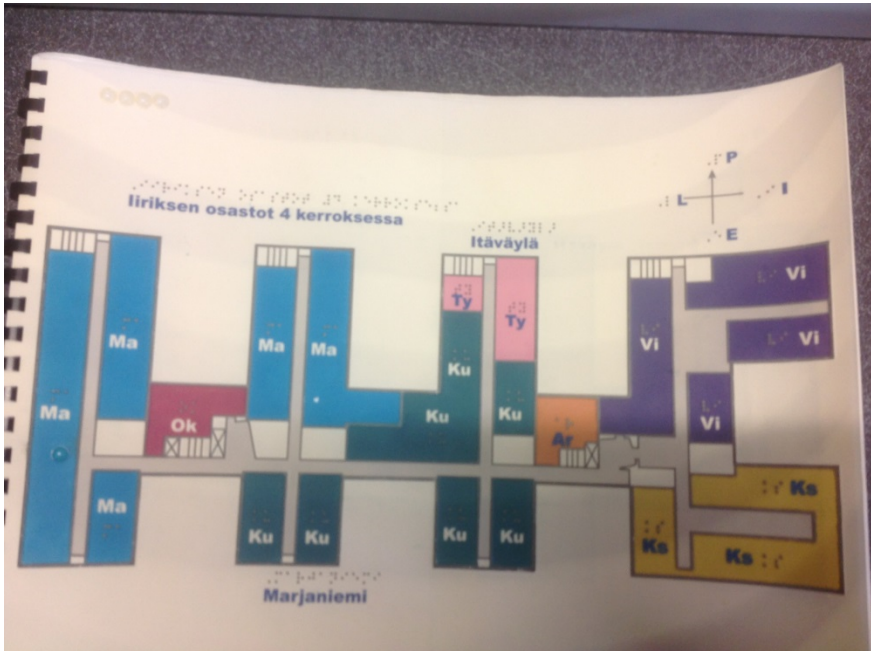 P
L I
E
Iiriksen osastot 4 kerroksessa
Itäväylä
Ma Ma Ma Ma Ty Ty Vi Vi Vi
Ku Ku Ku Vi
Ok Ar
Ma Ku Ku Ku Ku Ks Ks Ks
Marjaniemi